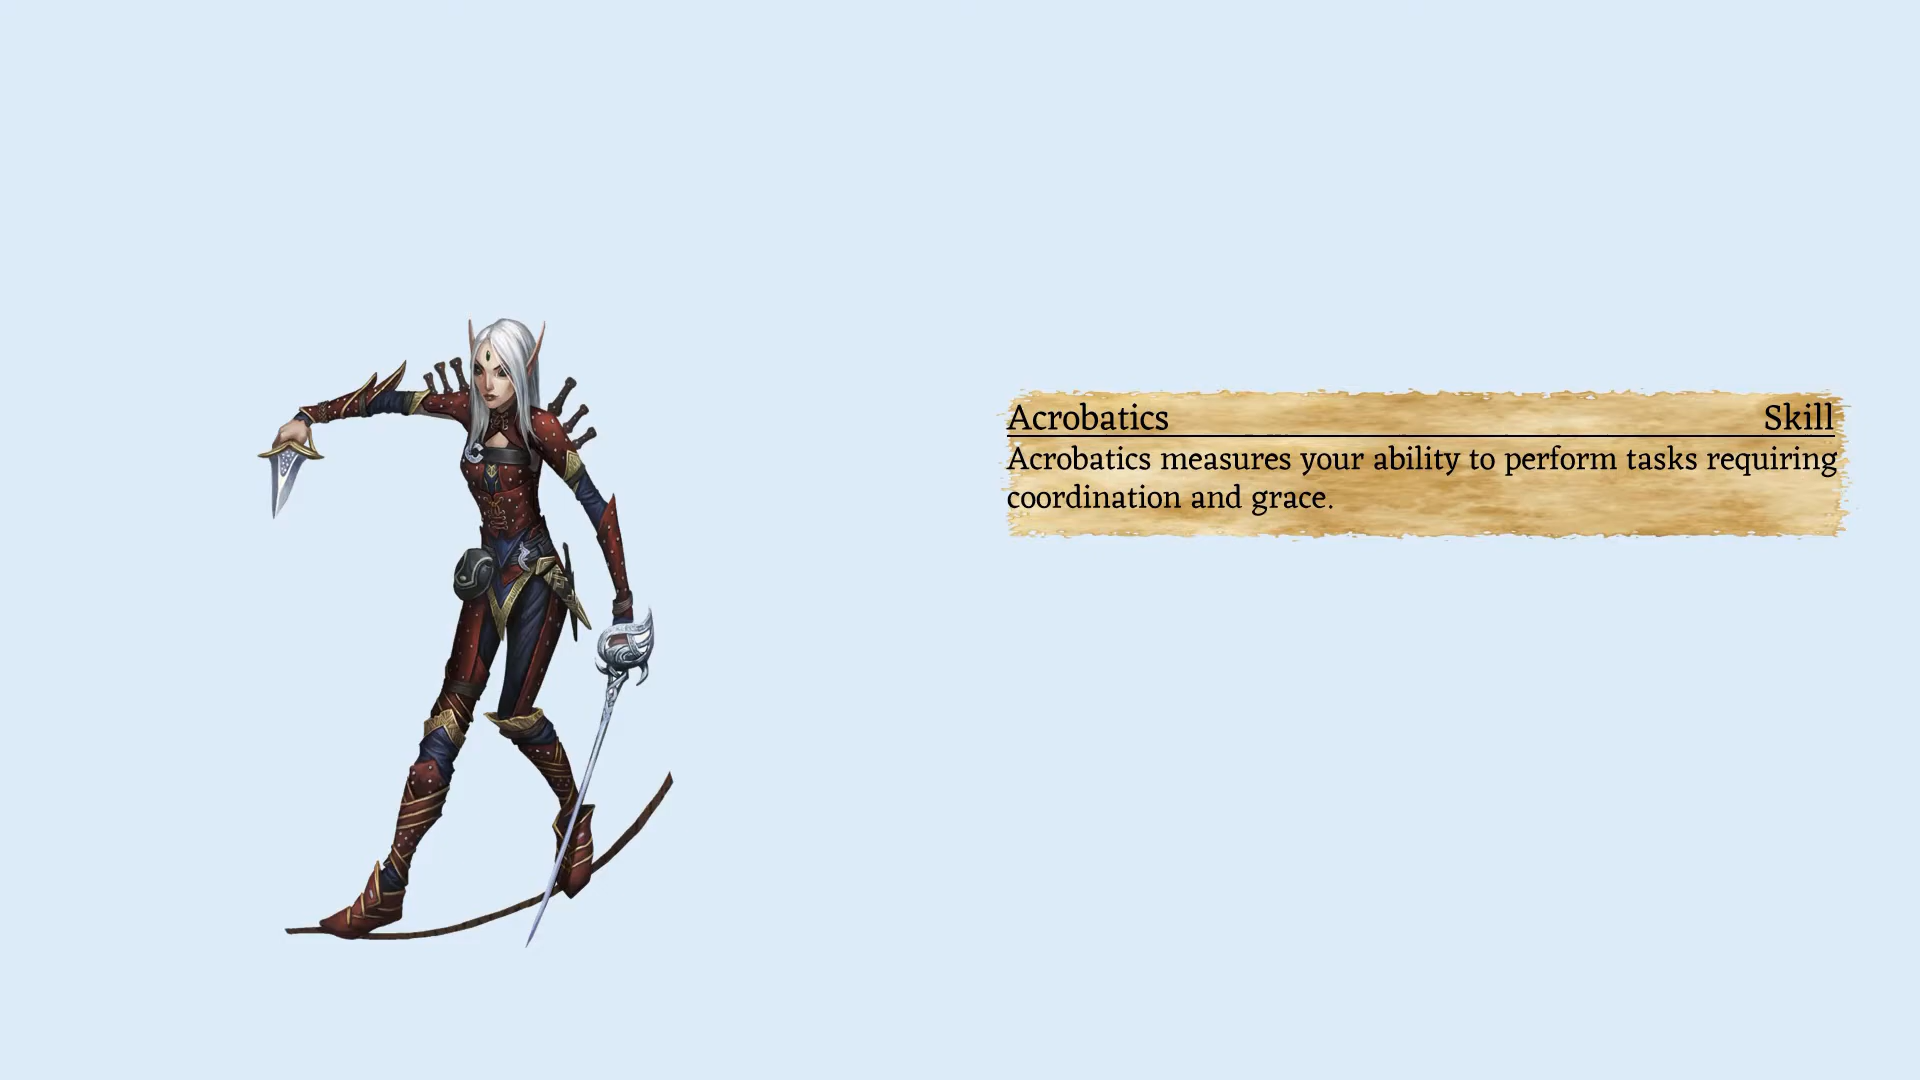 Acrobatics Skill
Acrobatics measures your ability to perform tasks requiring
coordination and grace.